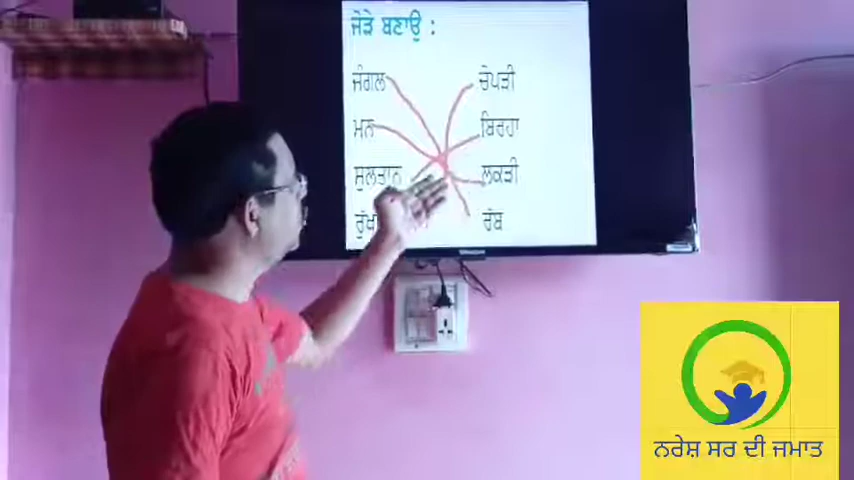 ਜੋੜੇ ਬਣਾਉ :
ਜੰਗਲ ਚੋਪੜੀ
ਮਨ ਬਿਰਹਾ
ਸੁਲਤਾਨ ਲਕੜੀ
ਰੱਬ
ਨਰੇਸ਼ ਸਰ ਦੀ ਜਮਾਤ